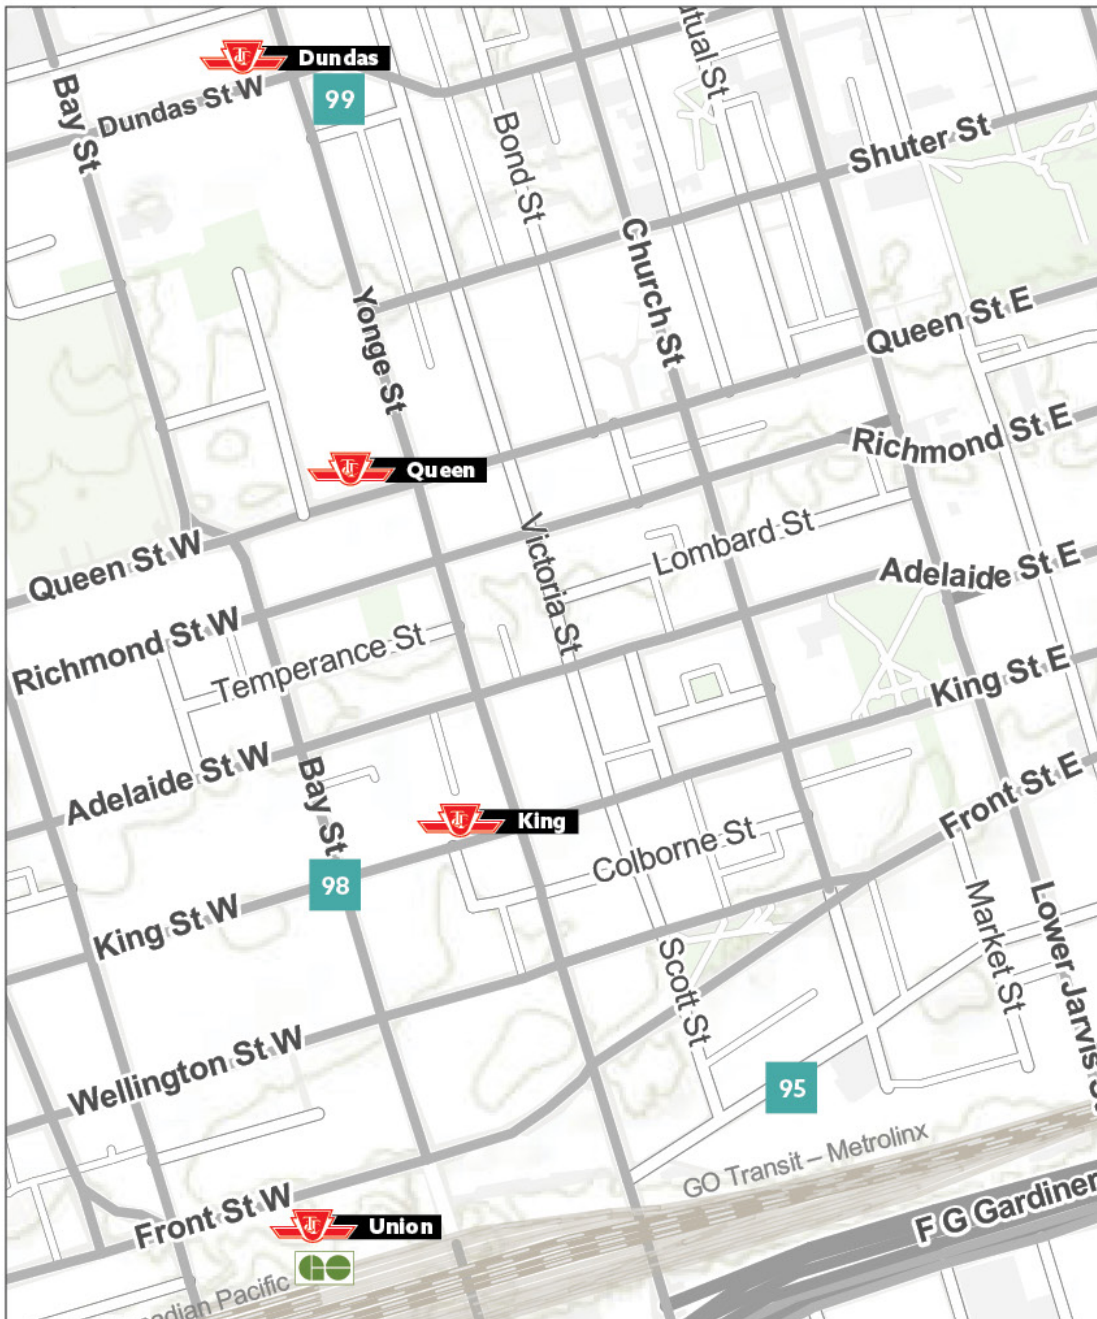 Dundas
99
Dundas St W
Bay St
Bond St
Shuter St
Church St
Yonge St
Queen St E
Richmond St E
Queen
Queen St W
Victoria St
Lombard St
Adelaide St E
Richmond St W
Temperance St
King St E
Adelaide St W
Bay St
Front St E
King
Colborne St
98
King St W
Market St
Lower Jarvis St
Scott St
Wellington St W
95
GO Transit – Metrolinx
Front St W
Union
F G Gardiner
GO